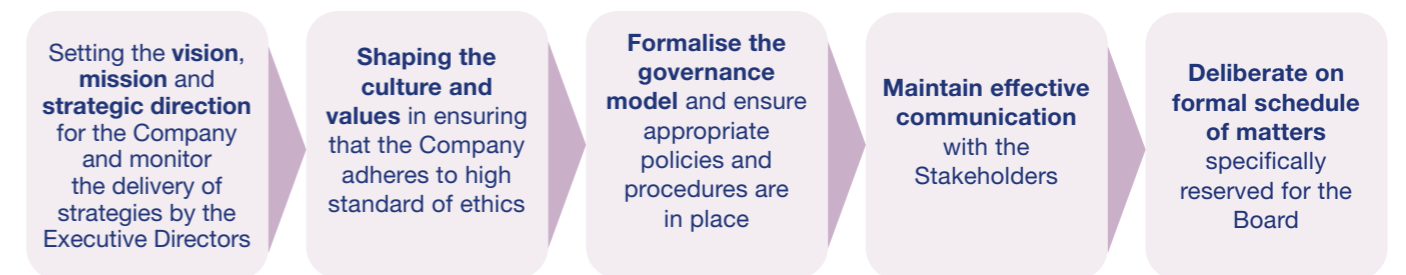 Setting the vision,
mission and
strategic direction
for the Company
and monitor
the delivery of
strategies by the
Executive Directors
Shaping the
culture and
values in ensuring
that the Company
adheres to high
standard of ethics
Formalise the
governance
model and ensure
appropriate
policies and
procedures are
in place
Maintain effective
communication
with the
Stakeholders
Deliberate on
formal schedule
of matters
specifically
reserved for the
Board